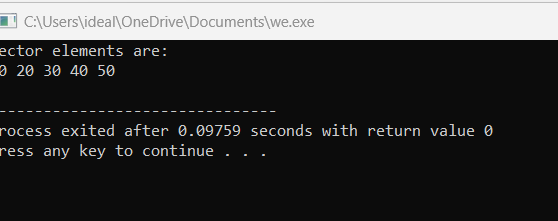 C:\Users\ideal\OneDrive\Documents\we.exe
ector elements are:
0 20 30 40 50
-------------------------------
rocess exited after 0.09759 seconds with return value 0
ress any key to continue . . .